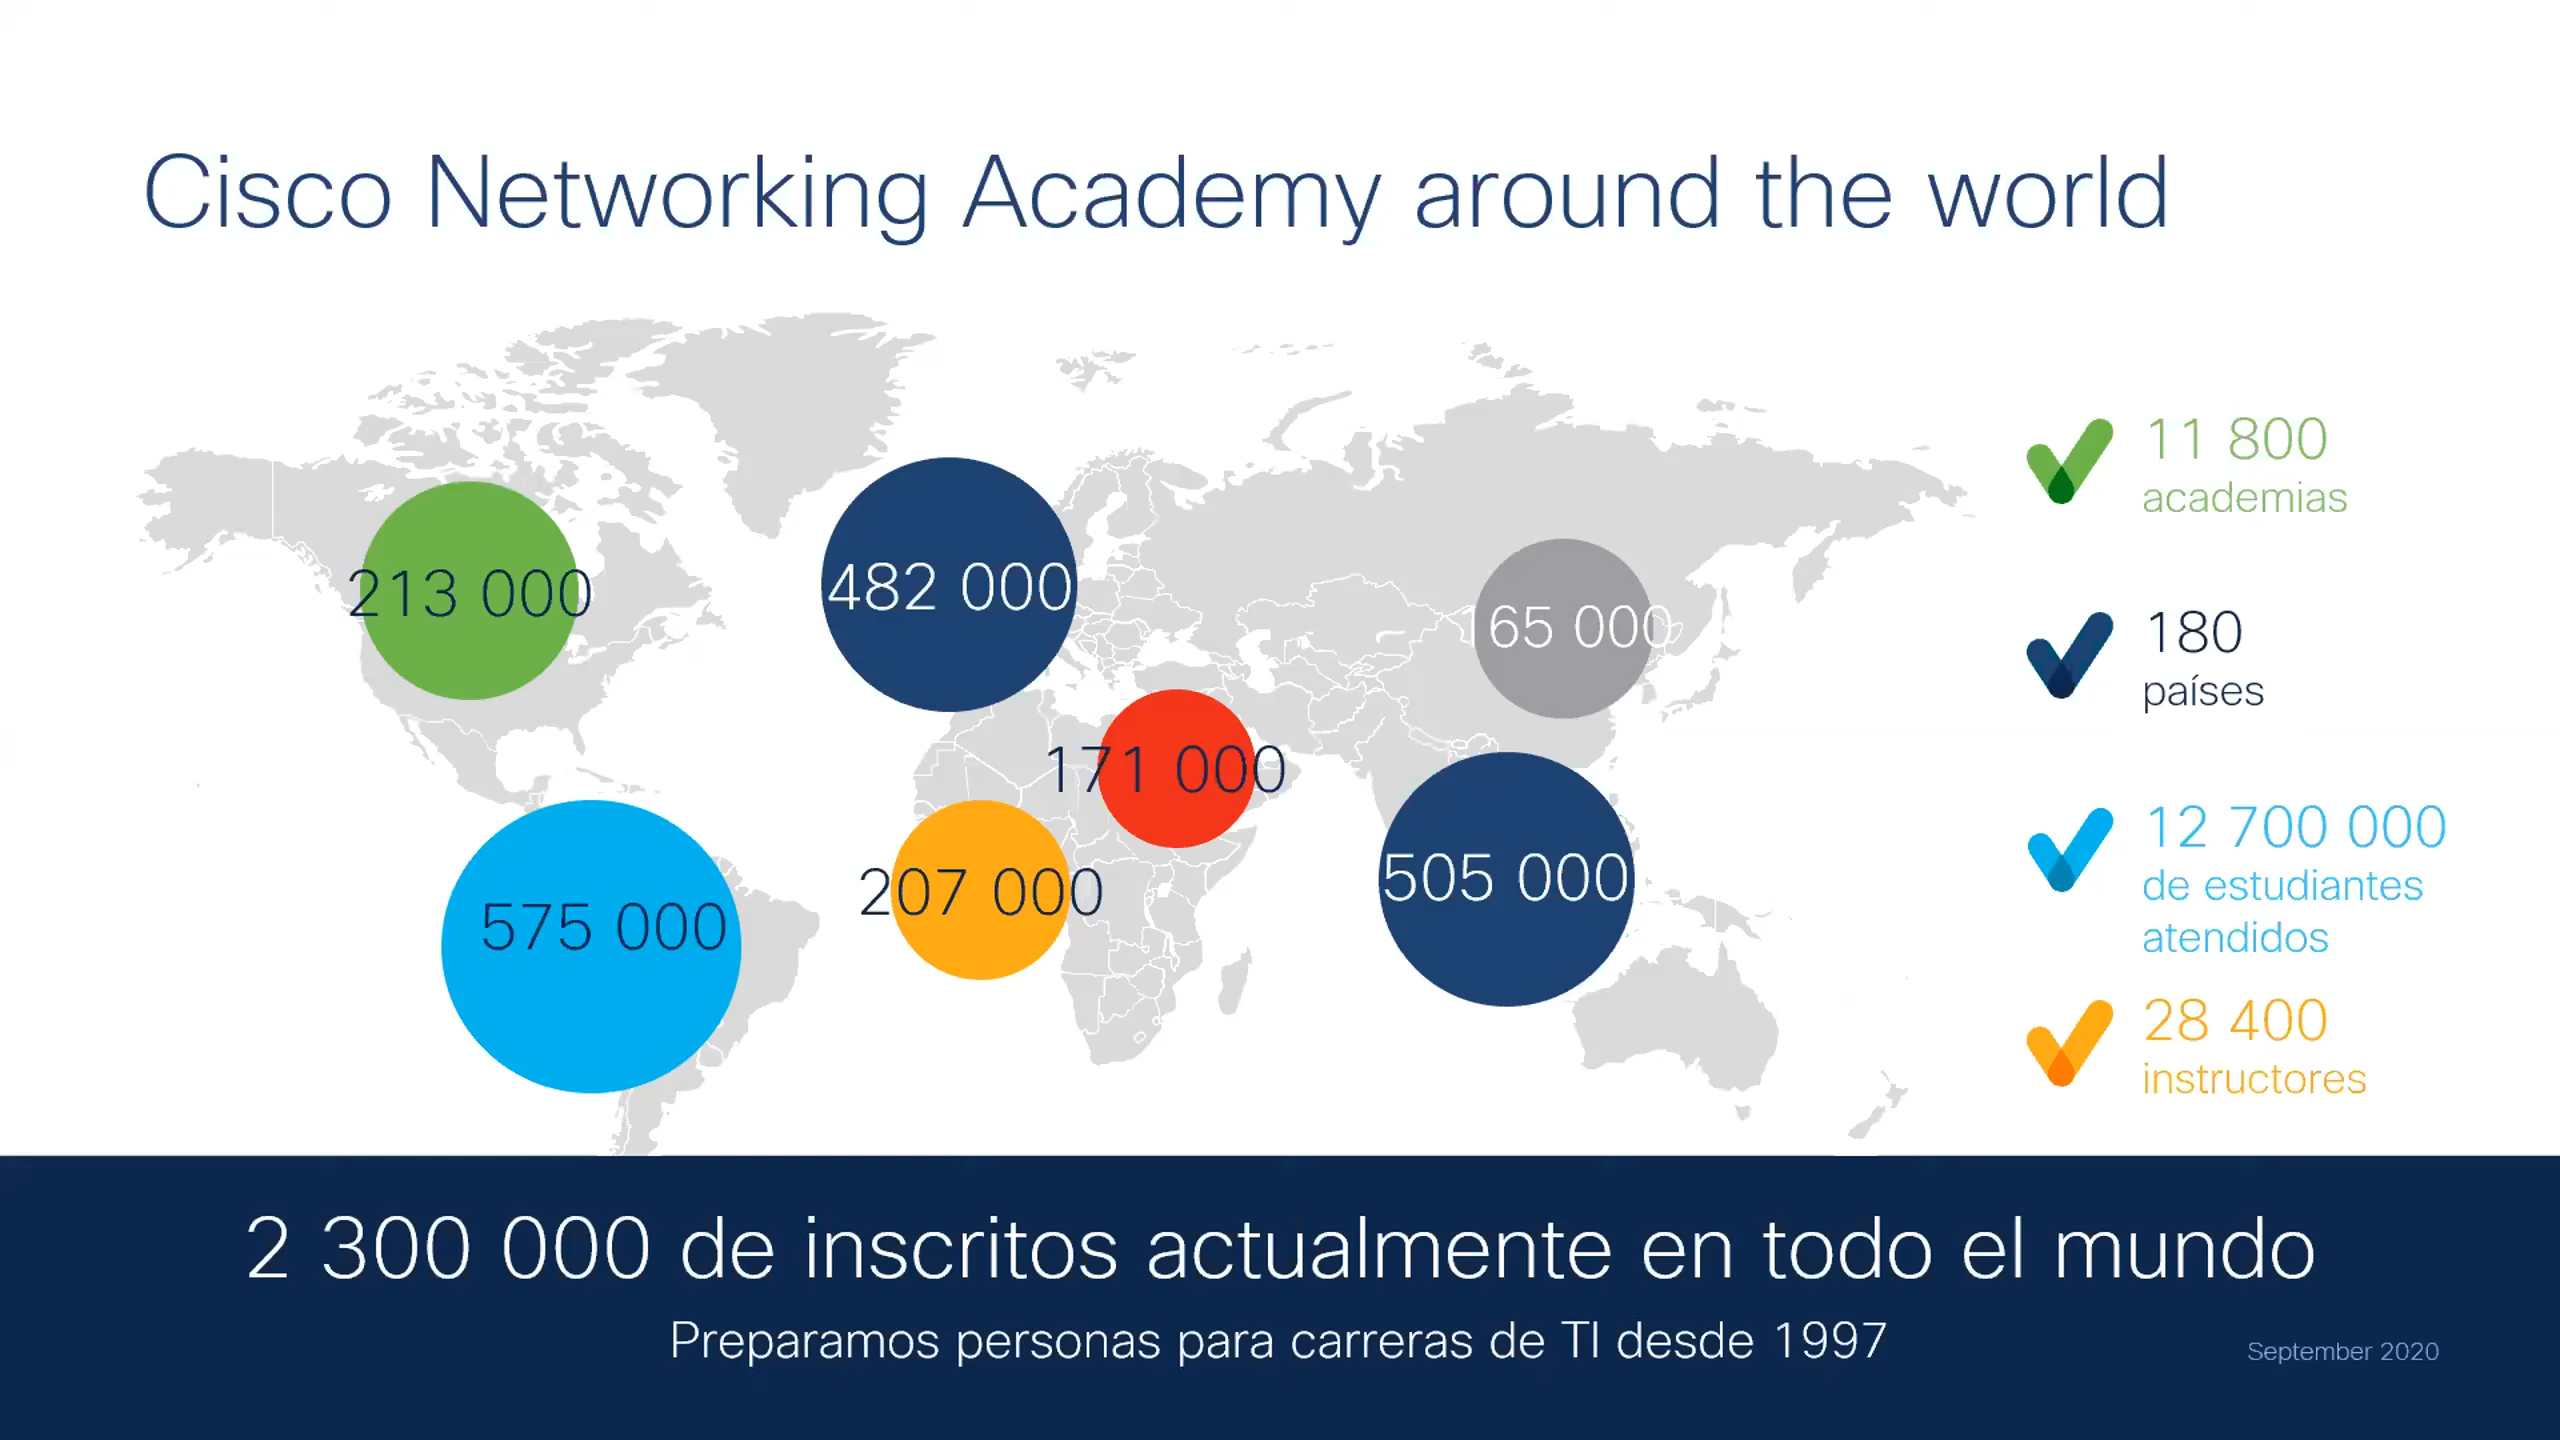 Cisco Networking Academy around the world
213 000
482 000
165 000
171 000
207 000
575 000
505 000
11 800
academias
180
países
12 700 000
de estudiantes
atendidos
28 400
instructores
2 300 000 de inscritos actualmente en todo el mundo
Preparamos personas para carreras de TI desde 1997
September 2020